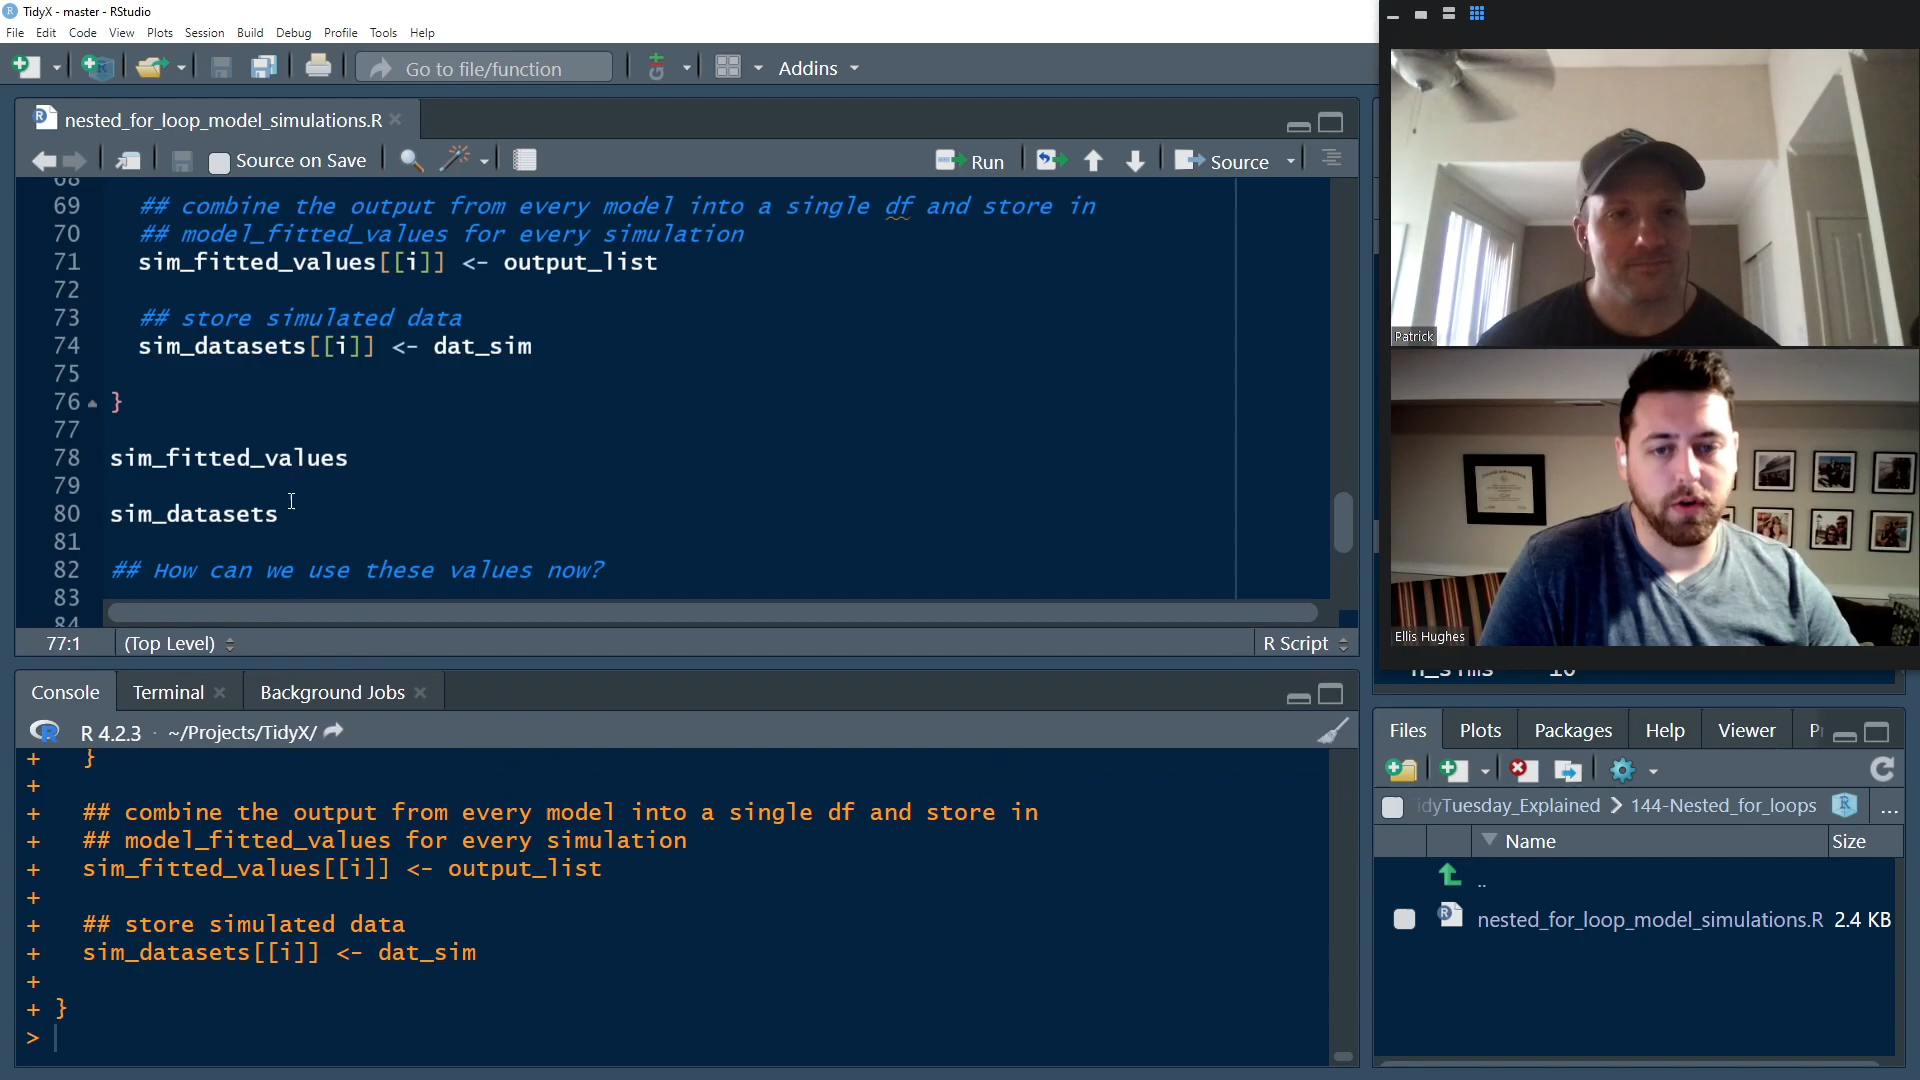 TidyX - master - RStudio
File Edit Code View Plots Session Build Debug Profile Tools Help
Go to file/function
Addins
nested_for_loop_model_simulations.R
Source on Save
Run
Source
68
69 ## combine the output from every model into a single df and store in
70 ## model_fitted_values for every simulation
71 sim_fitted_values[[i]] <- output_list
72
73 ## store simulated data
74 sim_datasets[[i]] <- dat_sim
75
76 }
77
78 sim_fitted_values
79
80 sim_datasets
81
82 ## How can we use these values now?
83
84
77:1 (Top Level) R Script
Console Terminal Background Jobs
R 4.2.3 · ~/Projects/TidyX/
+ }
+
+ ## combine the output from every model into a single df and store in
+ ## model_fitted_values for every simulation
+ sim_fitted_values[[i]] <- output_list
+
+ ## store simulated data
+ sim_datasets[[i]] <- dat_sim
+
+ }
>
Patrick
Ellis Hughes
n_sims 10
Files Plots Packages Help Viewer
idyTuesday_Explained 144-Nested_for_loops ...
Name Size
..
nested_for_loop_model_simulations.R 2.4 KB